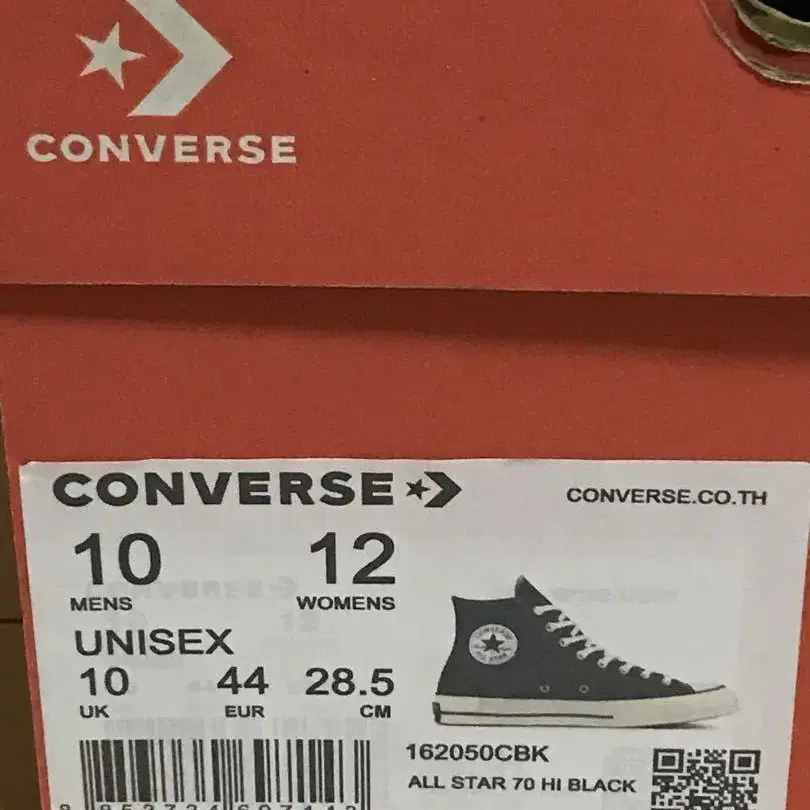 CONVERSE
CONVERSE
CONVERSE.CO.TH
10 12
MENS WOMENS
UNISEX
10 44 28.5
UK EUR CM
162050CBK
ALL STAR 70 HI BLACK